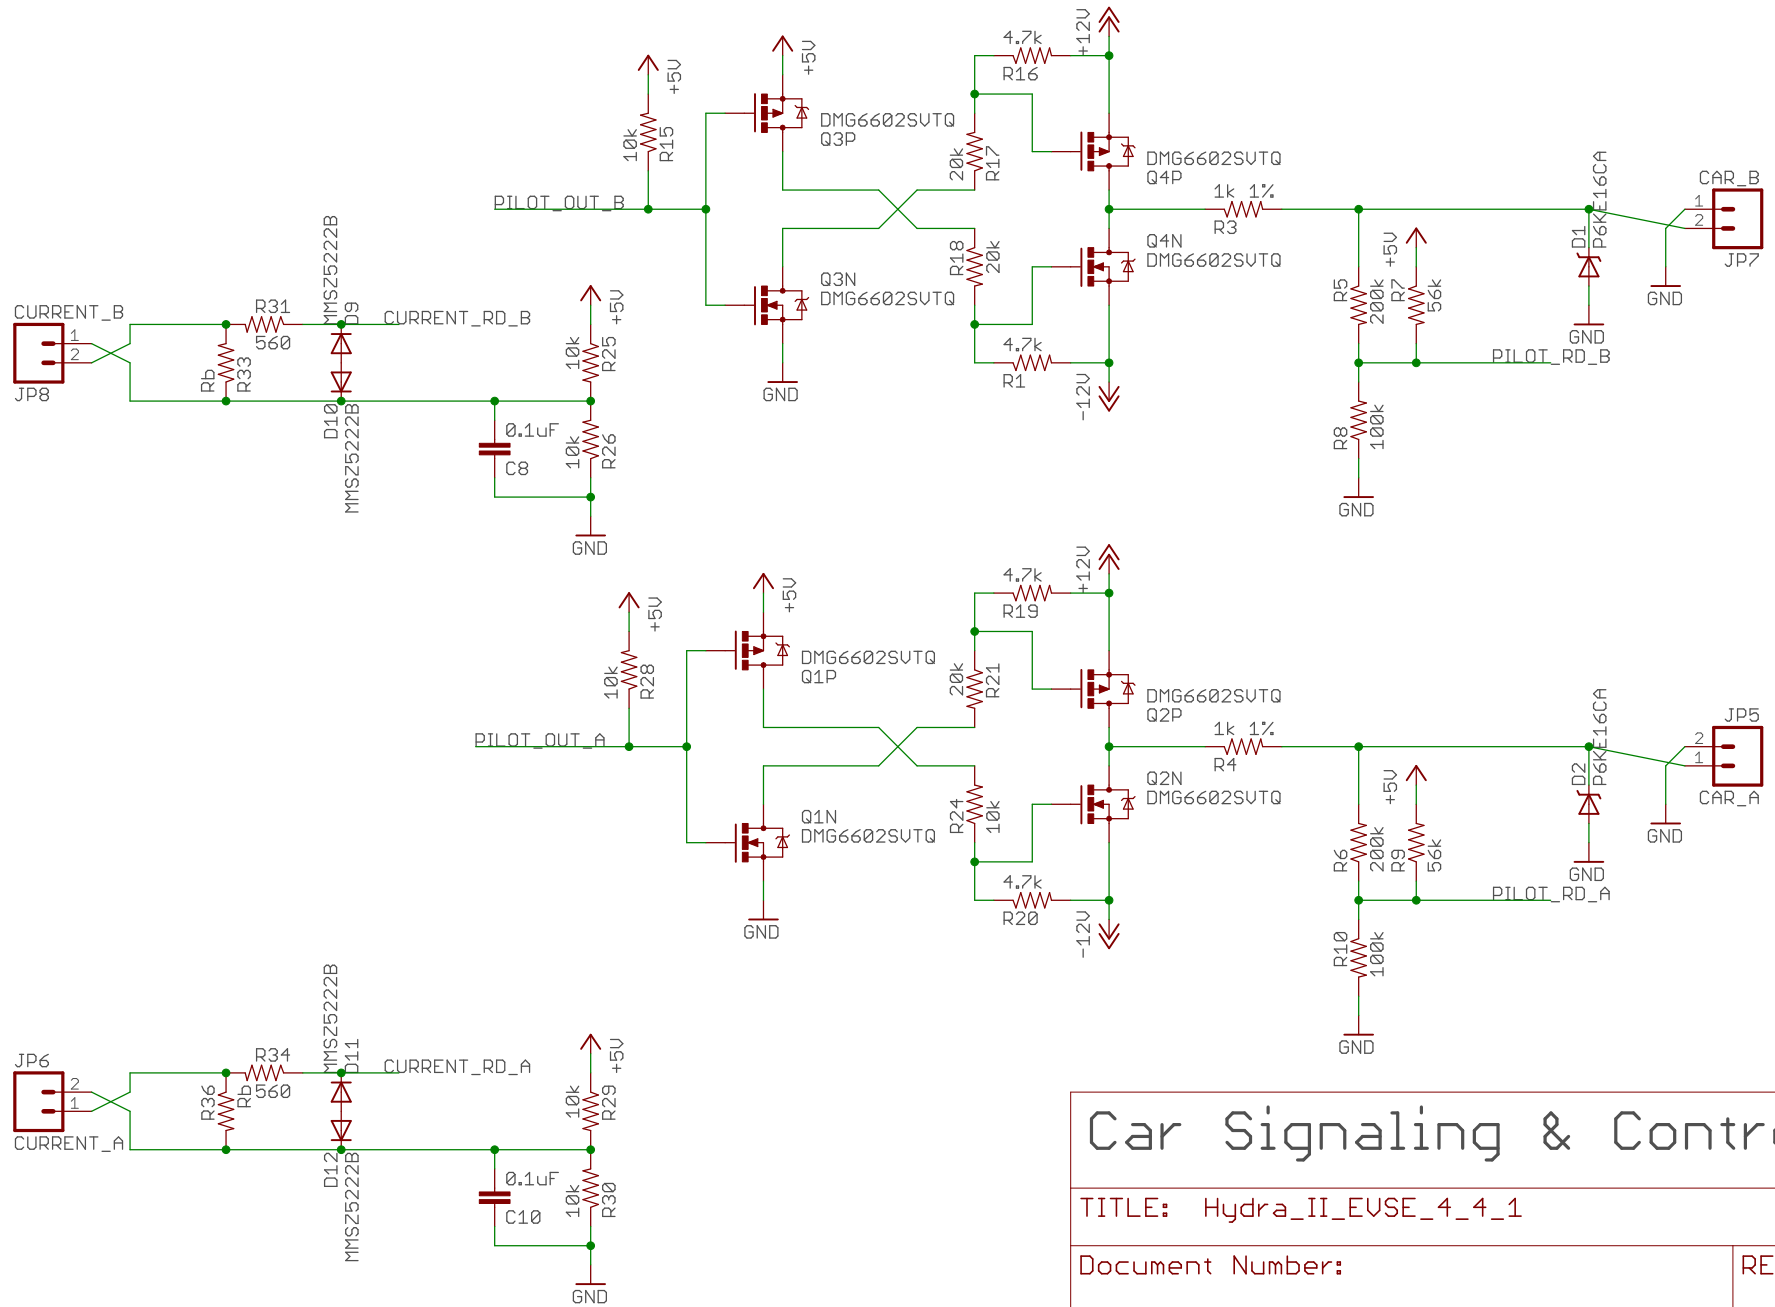 +12V
4.7k
R16
+5V
+5V
10k
R15
DMG6602SVTQ
Q3P
20k
R17
DMG6602SVTQ
Q4P
1k 1%
R3
P6KE16CA
D1
CAR_B
1
2
JP7
GND
GND
PILOT_OUT_B
R18
20k
Q4N
DMG6602SVTQ
Q3N
DMG6602SVTQ
+5V
R5
200k
R7
56k
PILOT_RD_B
4.7k
R1
-12V
GND
R8
100k
GND
CURRENT_B
1
2
JP8
R31
560
Rb
R33
MMSZ5222B
D9
CURRENT_RD_B
+5V
10k
R25
D10
MMSZ5222B
0.1uF
C8
10k
R26
GND
+12V
4.7k
R19
+5V
+5V
10k
R28
DMG6602SVTQ
Q1P
20k
R21
DMG6602SVTQ
Q2P
1k 1%
R4
P6KE16CA
D2
JP5
2
1
CAR_A
GND
GND
PILOT_OUT_A
R24
10k
Q2N
DMG6602SVTQ
Q1N
DMG6602SVTQ
+5V
R6
200k
R9
56k
PILOT_RD_A
4.7k
R20
-12V
GND
R10
100k
GND
JP6
2
1
CURRENT_A
R34
560
R36
Rb
MMSZ5222B
D11
CURRENT_RD_A
+5V
10k
R29
D12
MMSZ5222B
0.1uF
C10
10k
R30
GND
Car Signaling & Contr
TITLE: Hydra_II_EVSE_4_4_1
Document Number:
RE